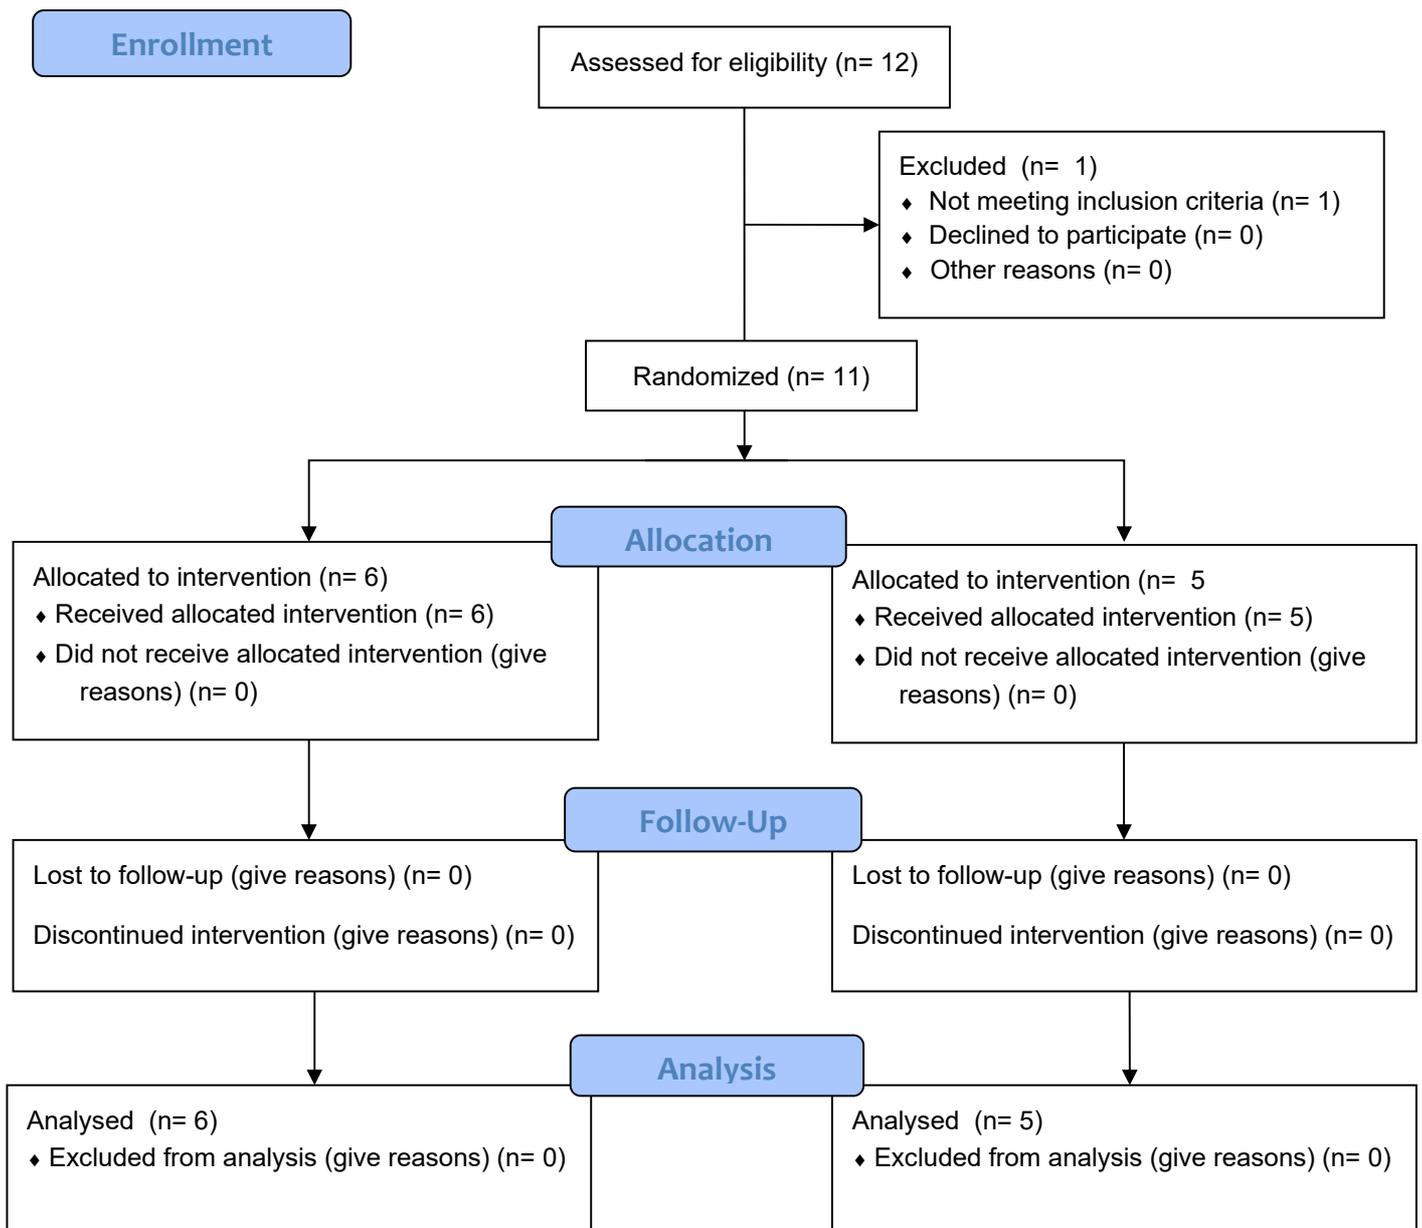 Enrollment
Assessed for eligibility (n= 12)
Excluded  (n=  1)
♦ Not meeting inclusion criteria (n= 1)
♦ Declined to participate (n= 0)
♦ Other reasons (n= 0)
Randomized (n= 11)
Allocation
Allocated to intervention (n= 6)
♦ Received allocated intervention (n= 6)
♦ Did not receive allocated intervention (give
reasons) (n= 0)
Allocated to intervention (n=  5
♦ Received allocated intervention (n= 5)
♦ Did not receive allocated intervention (give
reasons) (n= 0)
Follow-Up
Lost to follow-up (give reasons) (n= 0)
Discontinued intervention (give reasons) (n= 0)
Lost to follow-up (give reasons) (n= 0)
Discontinued intervention (give reasons) (n= 0)
Analysis
Analysed  (n= 6)
♦ Excluded from analysis (give reasons) (n= 0)
Analysed  (n= 5)
♦ Excluded from analysis (give reasons) (n= 0)